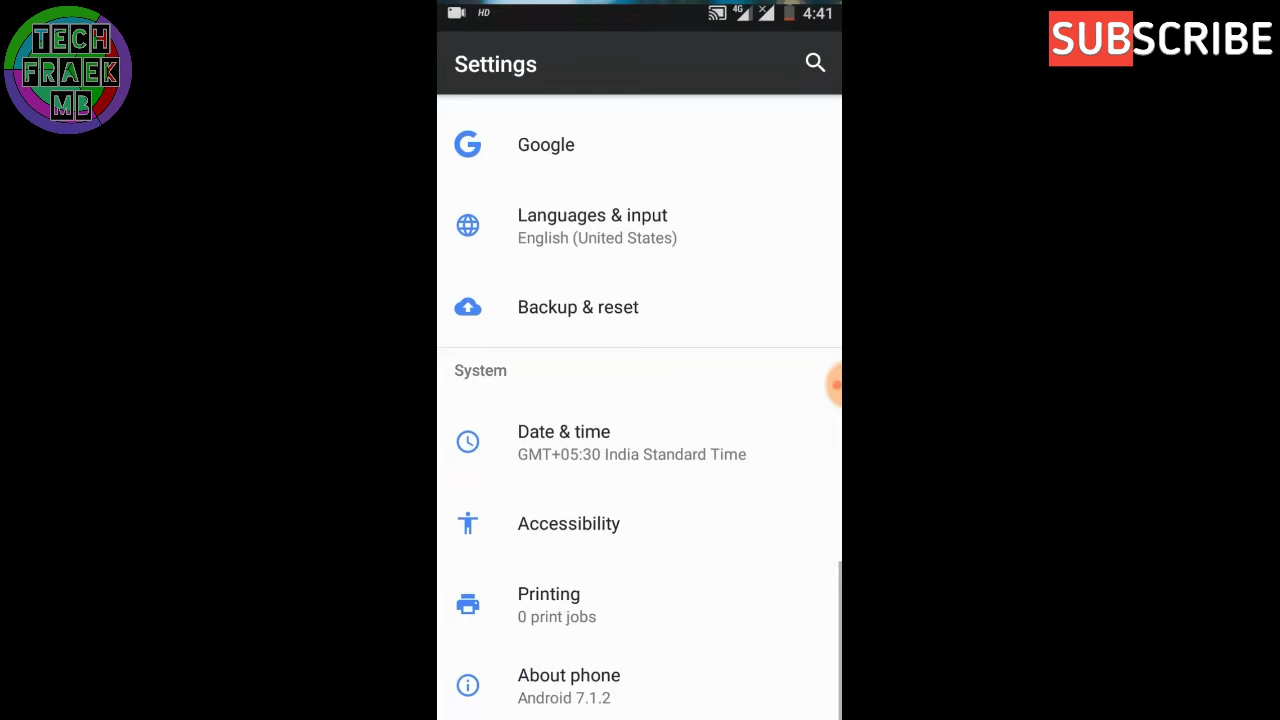 TECH
FRAEK
MB
SUBSCRIBE
HD
4G
4:41
Settings
Google
Languages & input
English (United States)
Backup & reset
System
Date & time
GMT+05:30 India Standard Time
Accessibility
Printing
0 print jobs
About phone
Android 7.1.2